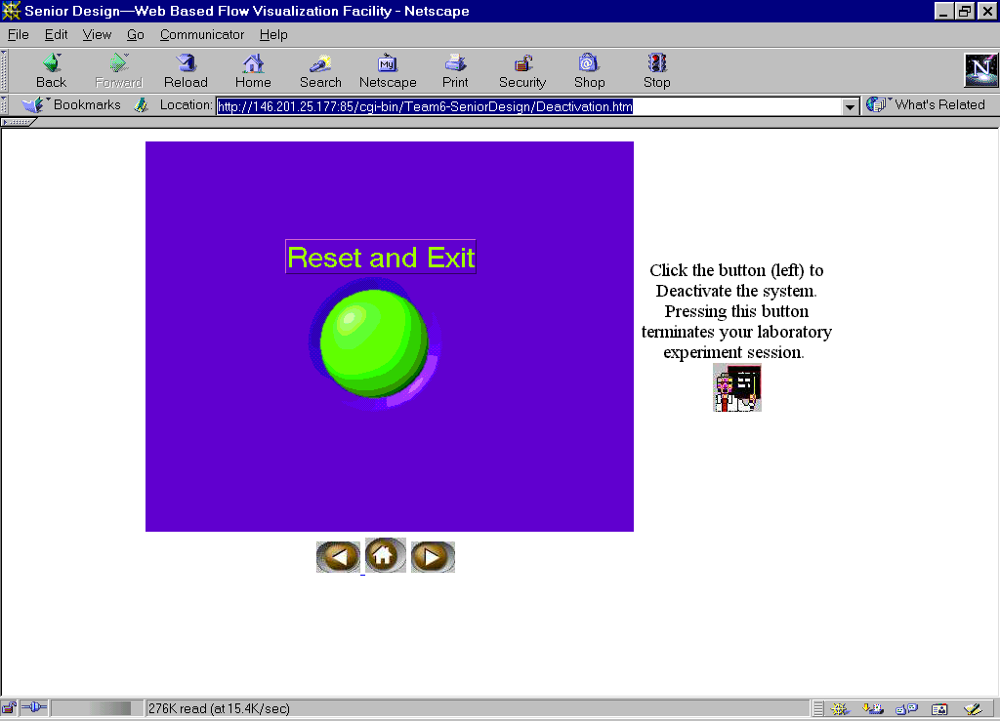 Senior Design—Web Based Flow Visualization Facility - Netscape
File Edit View Go Communicator Help
Back Forward Reload Home Search Netscape Print Security Shop Stop
My
N
Bookmarks Location: http://146.201.25.177:85/cgi-bin/Team6-SeniorDesign/Deactivation.htm What's Related
Reset and Exit
Click the button (left) to
Deactivate the system.
Pressing this button
terminates your laboratory
experiment session.
276K read (at 15.4K/sec)